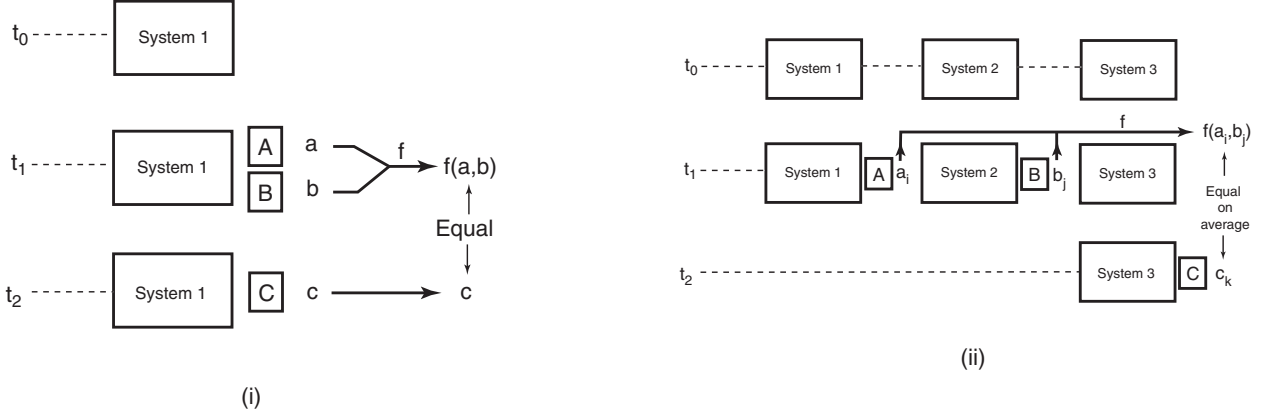 t0 System 1
t1 System 1 A a f f(a,b)
B b
Equal
t2 System 1 C c c
(i)
t0 System 1 System 2 System 3
f f(ai,bj)
t1 System 1 A ai System 2 B bj System 3
Equal
on
average
t2 System 3 C ck
(ii)